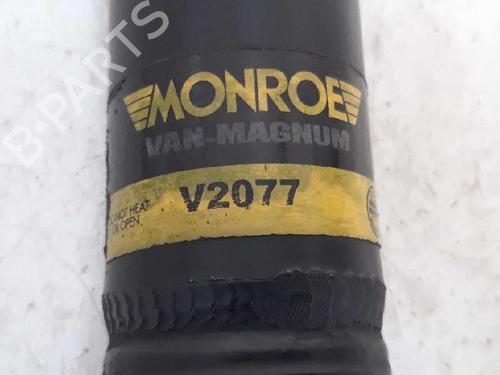 B-PARTS
MONROE
VAN-MAGNUM
V2077
NOT HEAT
OPEN